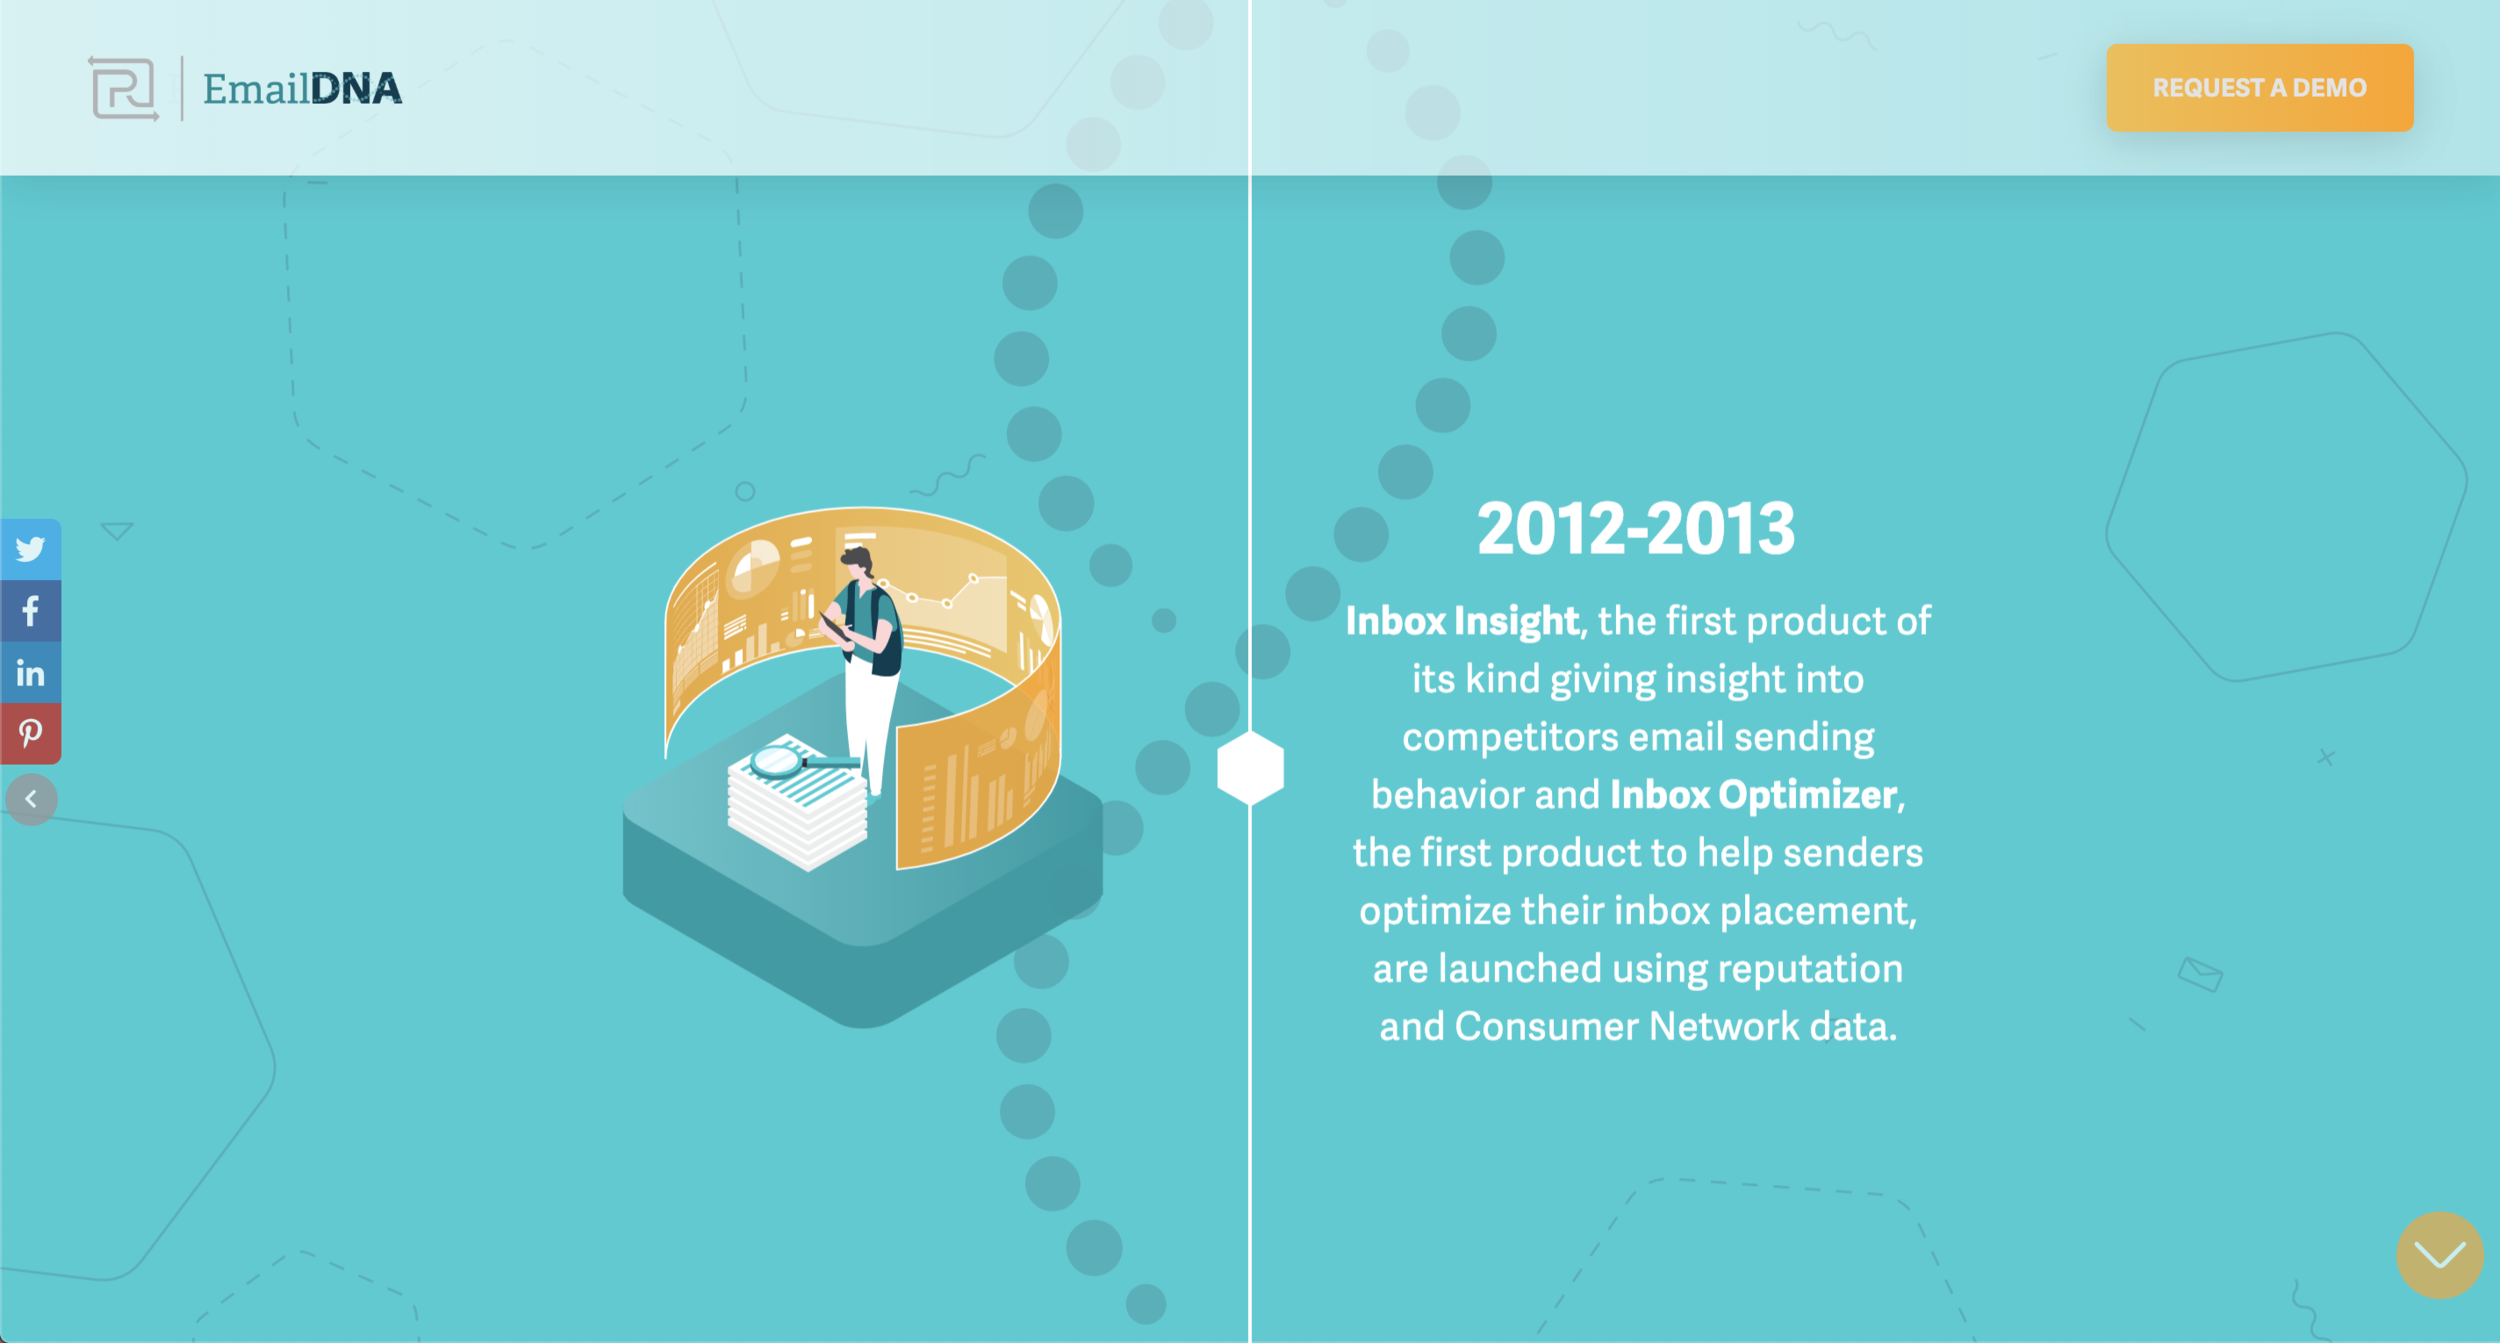 EmailDNA
REQUEST A DEMO
2012-2013
Inbox Insight, the first product of
its kind giving insight into
competitors email sending
behavior and Inbox Optimizer,
the first product to help senders
optimize their inbox placement,
are launched using reputation
and Consumer Network data.